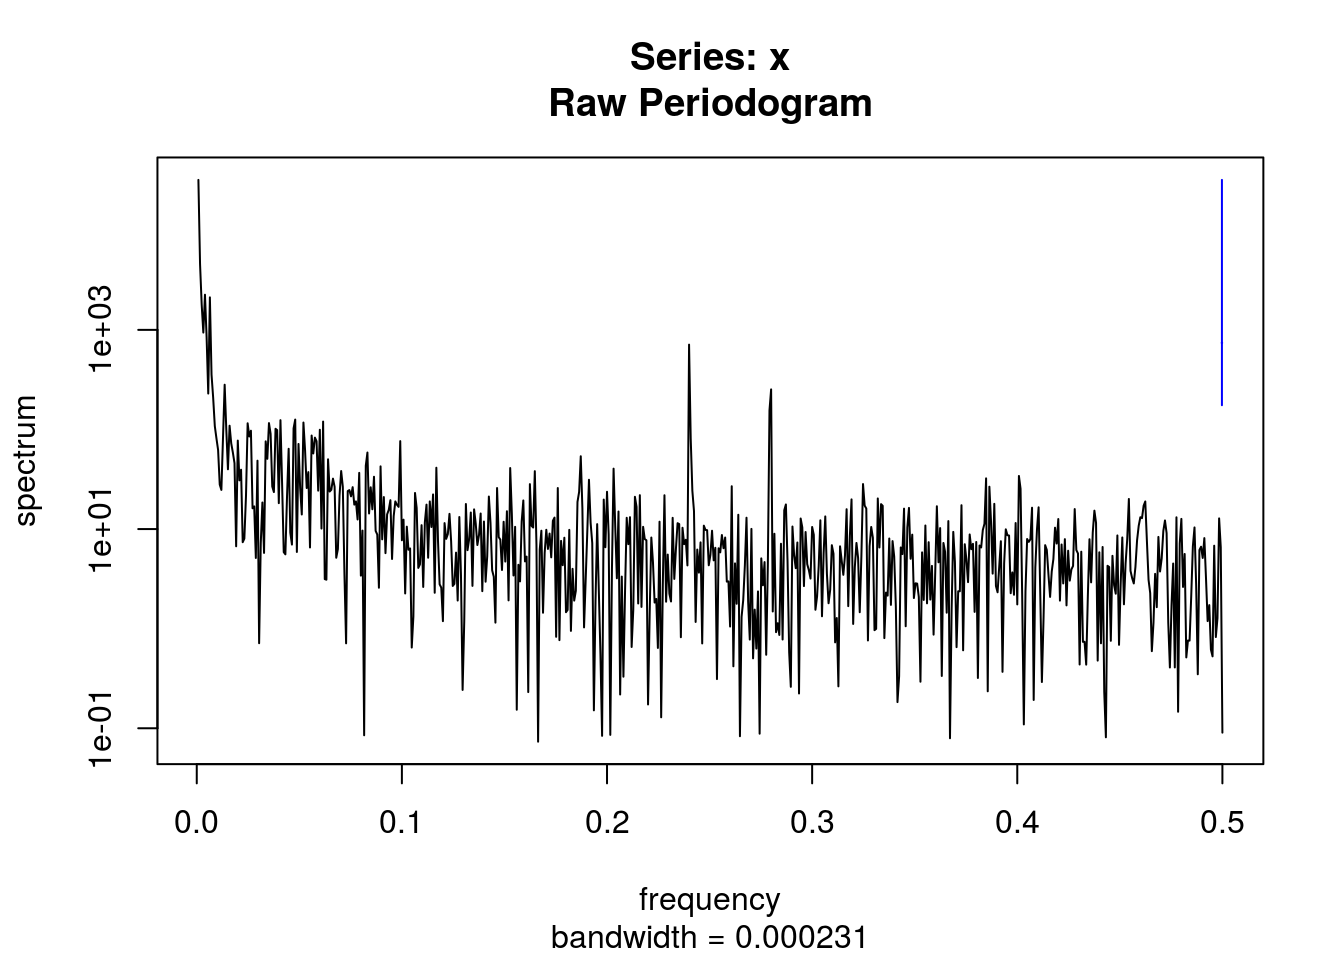 Series: x
Raw Periodogram
spectrum
1e+03
1e+01
1e-01
0.0 0.1 0.2 0.3 0.4 0.5
frequency
bandwidth = 0.000231